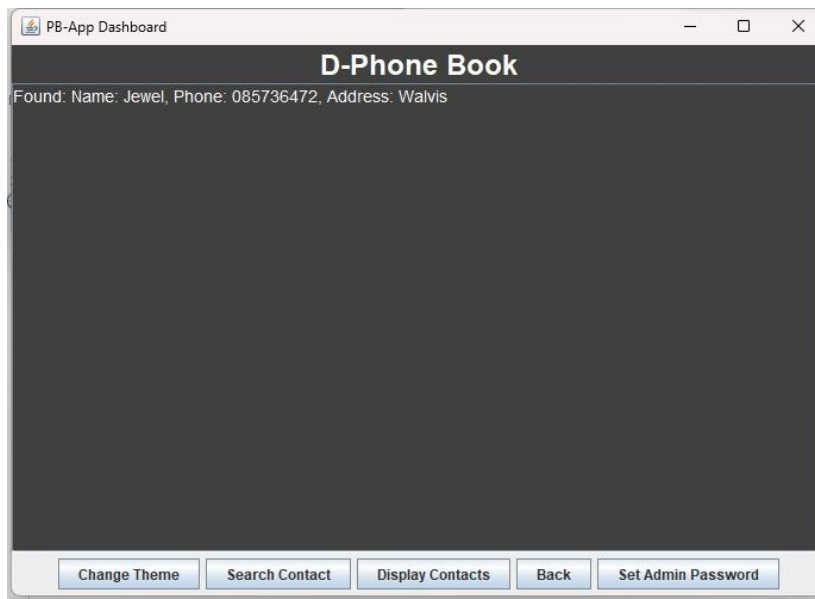 PB-App Dashboard
D-Phone Book
Found: Name: Jewel, Phone: 085736472, Address: Walvis
Change Theme Search Contact Display Contacts Back Set Admin Password